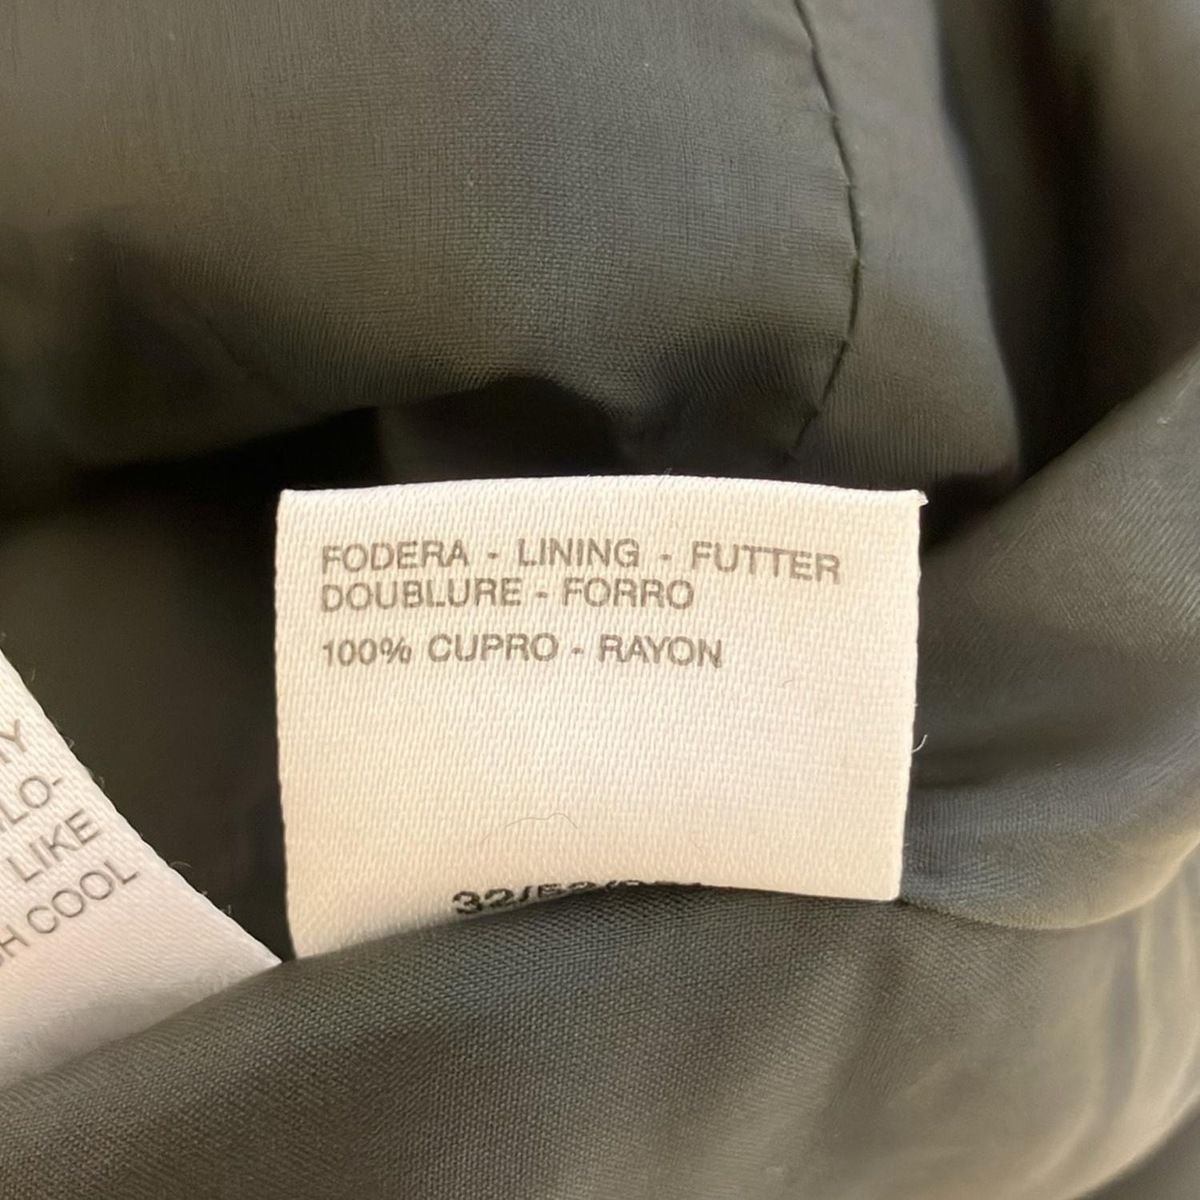 FODERA - LINING - FUTTER
DOUBLURE - FORRO
100% CUPRO - RAYON
LIKE
COOL